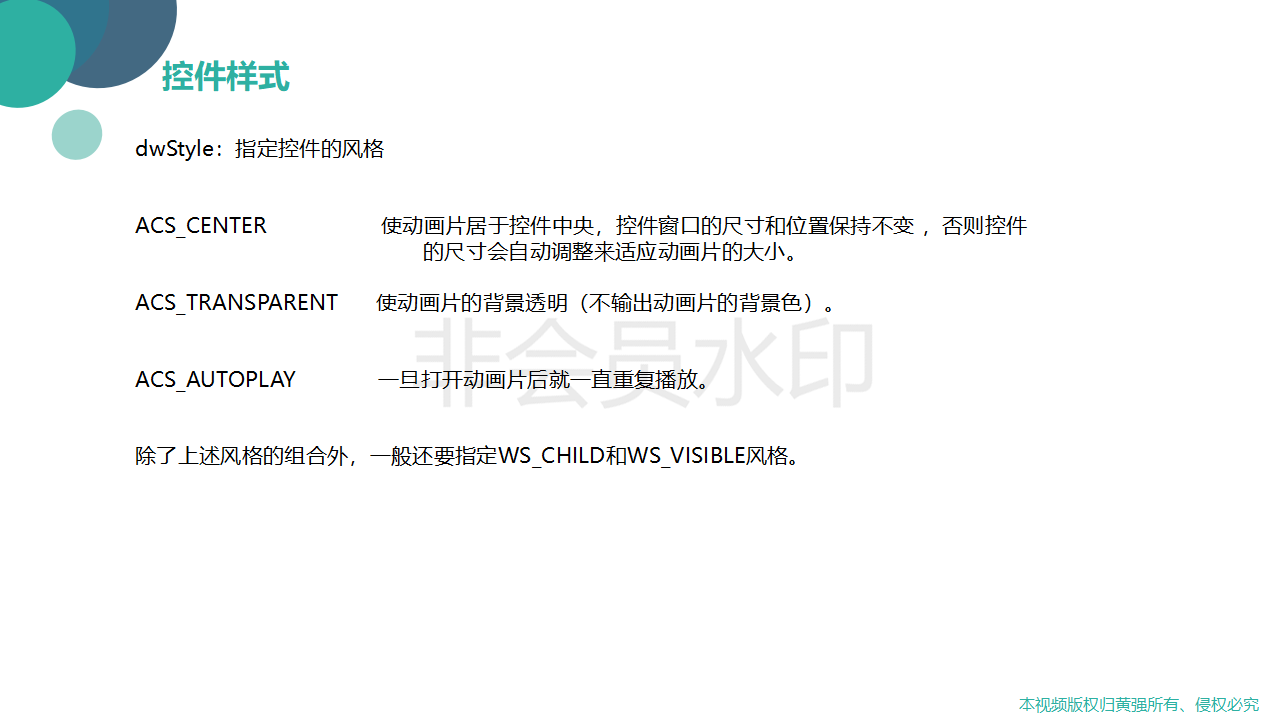 控件样式
dwStyle：指定控件的风格
ACS_CENTER 使动画片居于控件中央，控件窗口的尺寸和位置保持不变 ，否则控件
的尺寸会自动调整来适应动画片的大小。
ACS_TRANSPARENT 使动画片的背景透明（不输出动画片的背景色）。
非会员水印
ACS_AUTOPLAY 一旦打开动画片后就一直重复播放。
除了上述风格的组合外，一般还要指定WS_CHILD和WS_VISIBLE风格。
本视频版权归黄强所有、侵权必究